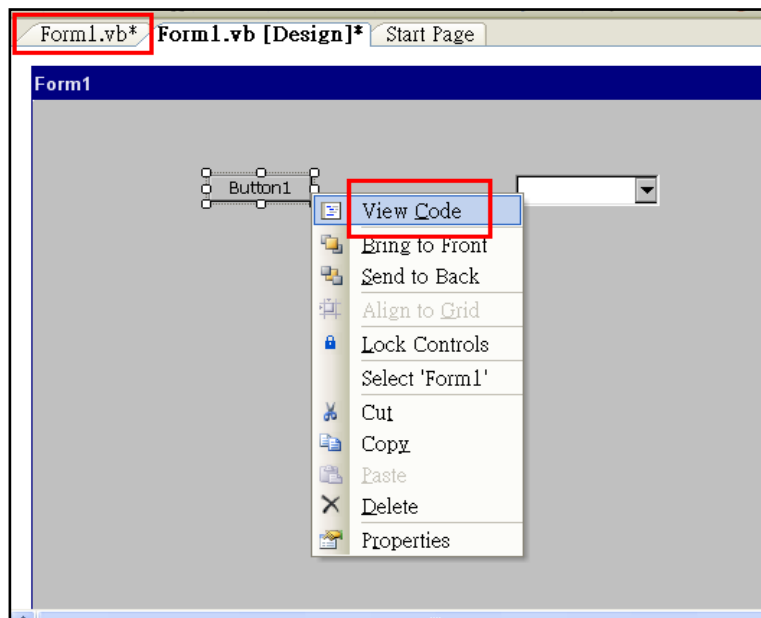 Form1.vb* Form1.vb [Design]* Start Page
Form1
Button1
View Code
Bring to Front
Send to Back
Align to Grid
Lock Controls
Select 'Form1'
Cut
Copy
Paste
Delete
Properties